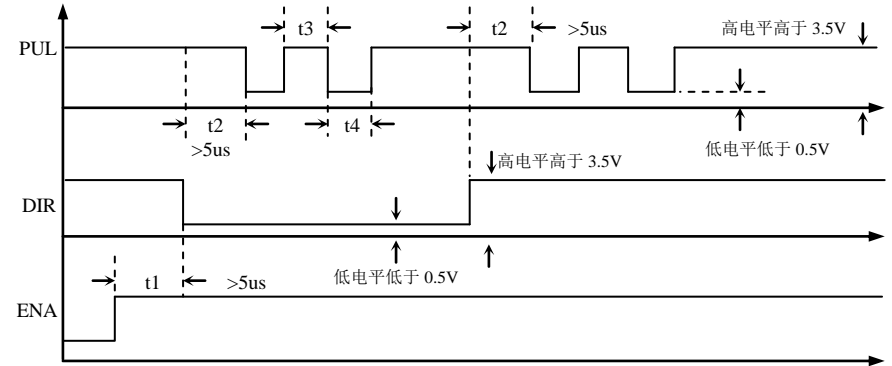 t3
t2
>5us
高电平高于 3.5V
PUL
t2
>5us
t4
低电平低于 0.5V
高电平高于 3.5V
DIR
t1
>5us
低电平低于 0.5V
ENA